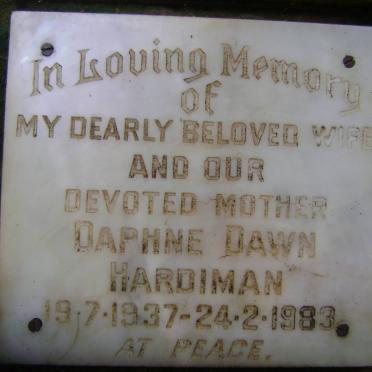 In Loving Memory
of
MY DEARLY BELOVED WIFE
AND OUR
DEVOTED MOTHER
DAPHNE DAWN
HARDIMAN
19·7·1937-24·2·1983
AT PEACE.